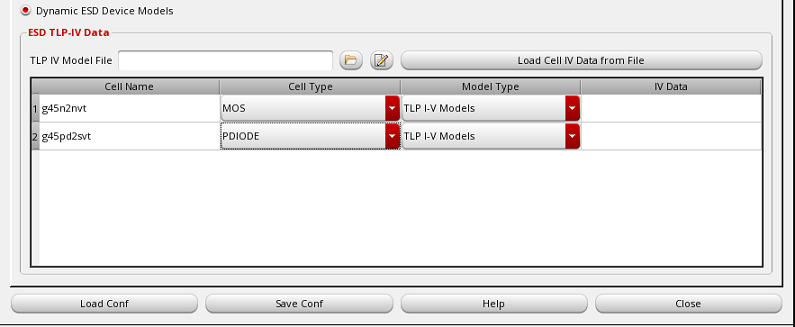 Dynamic ESD Device Models
ESD TLP-IV Data
TLP IV Model File Load Cell IV Data from File
Cell Name Cell Type Model Type IV Data
1 g45n2nvt MOS TLP I-V Models
2 g45pd2svt PDIODE TLP I-V Models
Load Conf Save Conf Help Close